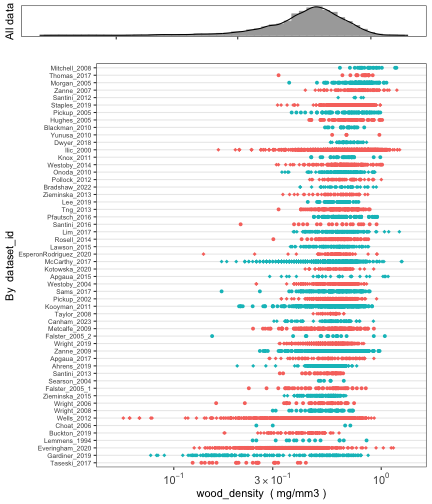 All data
By dataset_id
Mitchell_2008
Thomas_2017
Morgan_2005
Zanne_2007
Santini_2012
Staples_2019
Pickup_2005
Hughes_2005
Blackman_2010
Yunusa_2010
Dwyer_2018
Ilic_2000
Knox_2011
Westoby_2014
Onoda_2010
Pollock_2012
Bradshaw_2022
Zieminska_2013
Lee_2019
Tng_2013
Pfautsch_2016
Santini_2016
Lim_2017
Rosell_2014
Lawson_2015
EsperonRodriguez_2020
McCarthy_2017
Kotowska_2020
Apgaua_2015
Westoby_2004
Sams_2017
Pickup_2002
Kooyman_2011
Taylor_2008
Canham_2023
Metcalfe_2009
Falster_2005_2
Wright_2019
Zanne_2009
Apgaua_2017
Ahrens_2019
Santini_2013
Searson_2004
Falster_2005_1
Zieminska_2015
Wright_2006
Wright_2008
Wells_2012
Choat_2006
Buckton_2019
Lemmens_1994
Everingham_2020
Gardiner_2019
Taseski_2017
10⁻¹
3 × 10⁻¹
10⁰
wood_density ( mg/mm3 )